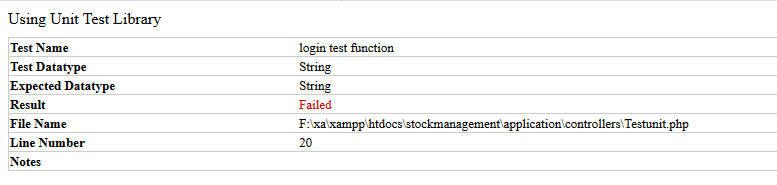 Using Unit Test Library
Test Name login test function
Test Datatype String
Expected Datatype String
Result Failed
File Name F:\xa\xampp\htdocs\stockmanagement\application\controllers\Testunit.php
Line Number 20
Notes